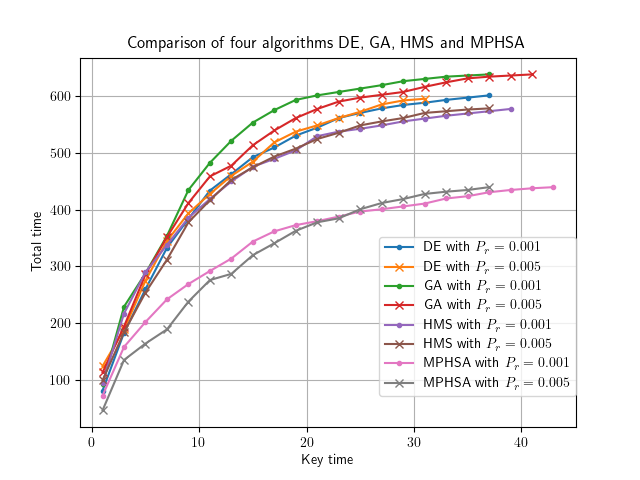 Comparison of four algorithms DE, GA, HMS and MPHSA
Total time
600
500
400
300
200
100
0
10
20
30
40
Key time
DE with $P_r = 0.001$
DE with $P_r = 0.005$
GA with $P_r = 0.001$
GA with $P_r = 0.005$
HMS with $P_r = 0.001$
HMS with $P_r = 0.005$
MPHSA with $P_r = 0.001$
MPHSA with $P_r = 0.005$